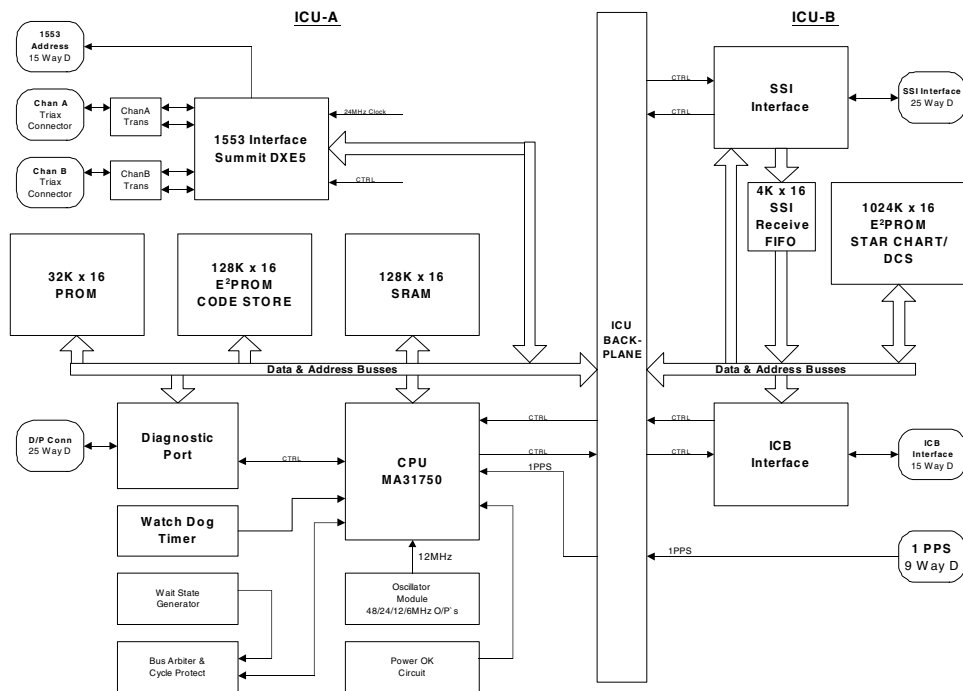 ICU-A
ICU-B
1553
Address
15 Way D
Chan A
Triax
Connector
ChanA
Trans
Chan B
Triax
Connector
ChanB
Trans
1553 Interface
Summit DXE5
24MHz Clock
CTRL
CTRL
CTRL
SSI
Interface
SSI Interface
25 Way D
4K x 16
SSI
Receive
FIFO
1024K x 16
E²PROM
STAR CHART/
DCS
32K x 16
PROM
128K x 16
E²PROM
CODE STORE
128K x 16
SRAM
ICU
BACK-
PLANE
Data & Address Busses
Data & Address Busses
D/P Conn
25 Way D
Diagnostic
Port
CTRL
CPU
MA31750
CTRL
CTRL
1PPS
CTRL
CTRL
ICB
Interface
ICB
Interface
15 Way D
Watch Dog
Timer
12MHz
1PPS
1 PPS
9 Way D
Wait State
Generator
Oscillator
Module
48/24/12/6MHz O/P`s
Bus Arbiter &
Cycle Protect
Power OK
Circuit